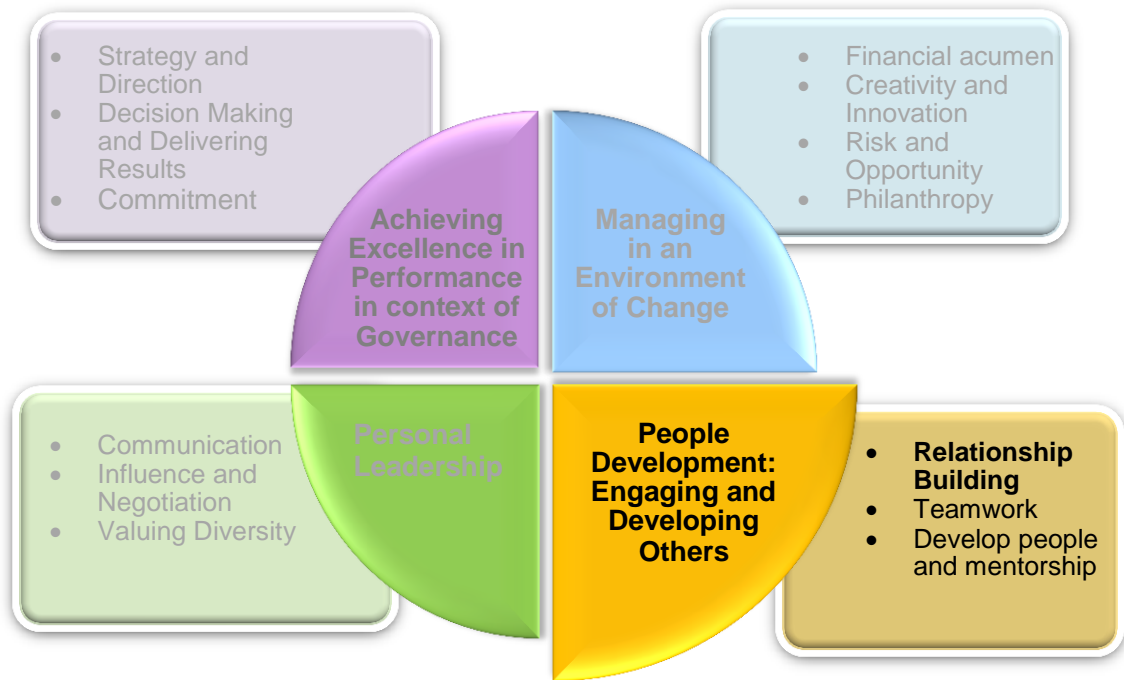 • Strategy and
Direction
• Decision Making
and Delivering
Results
• Commitment
• Financial acumen
• Creativity and
Innovation
• Risk and
Opportunity
• Philanthropy
Achieving
Excellence in
Performance
in context of
Governance
Managing
in an
Environment
of Change
• Communication
• Influence and
Negotiation
• Valuing Diversity
Personal
Leadership
People
Development:
Engaging and
Developing
Others
• Relationship
Building
• Teamwork
• Develop people
and mentorship